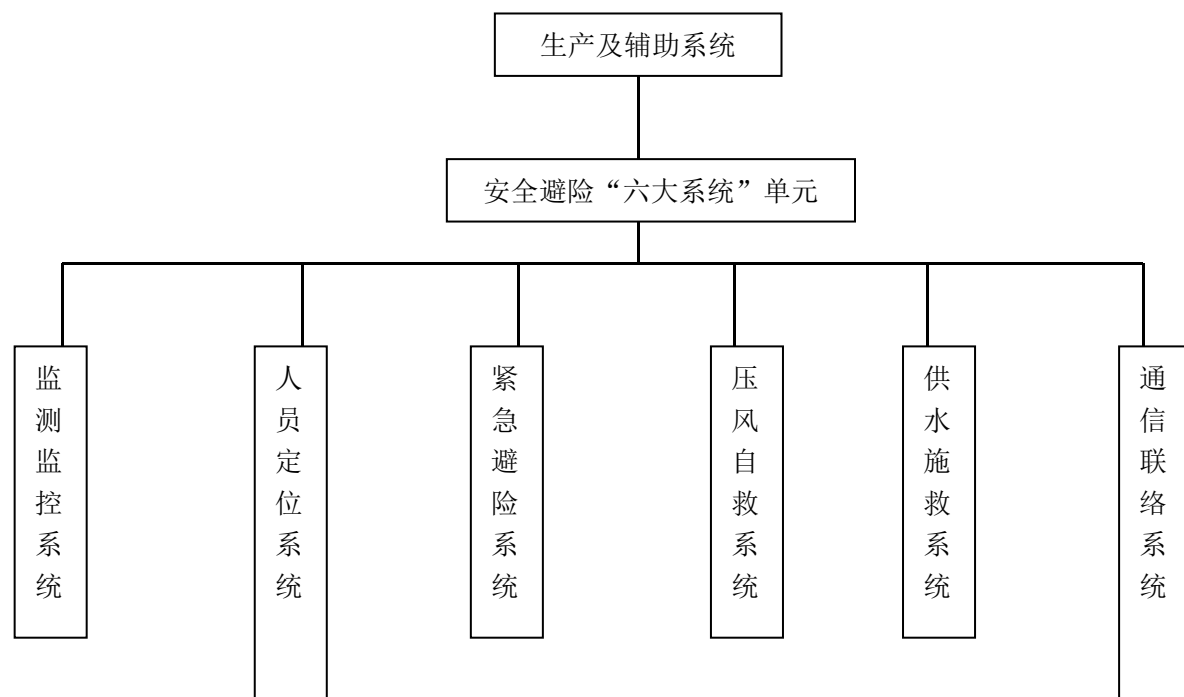 生产及辅助系统
安全避险“六大系统”单元
监测监控系统
人员定位系统
紧急避险系统
压风自救系统
供水施救系统
通信联络系统